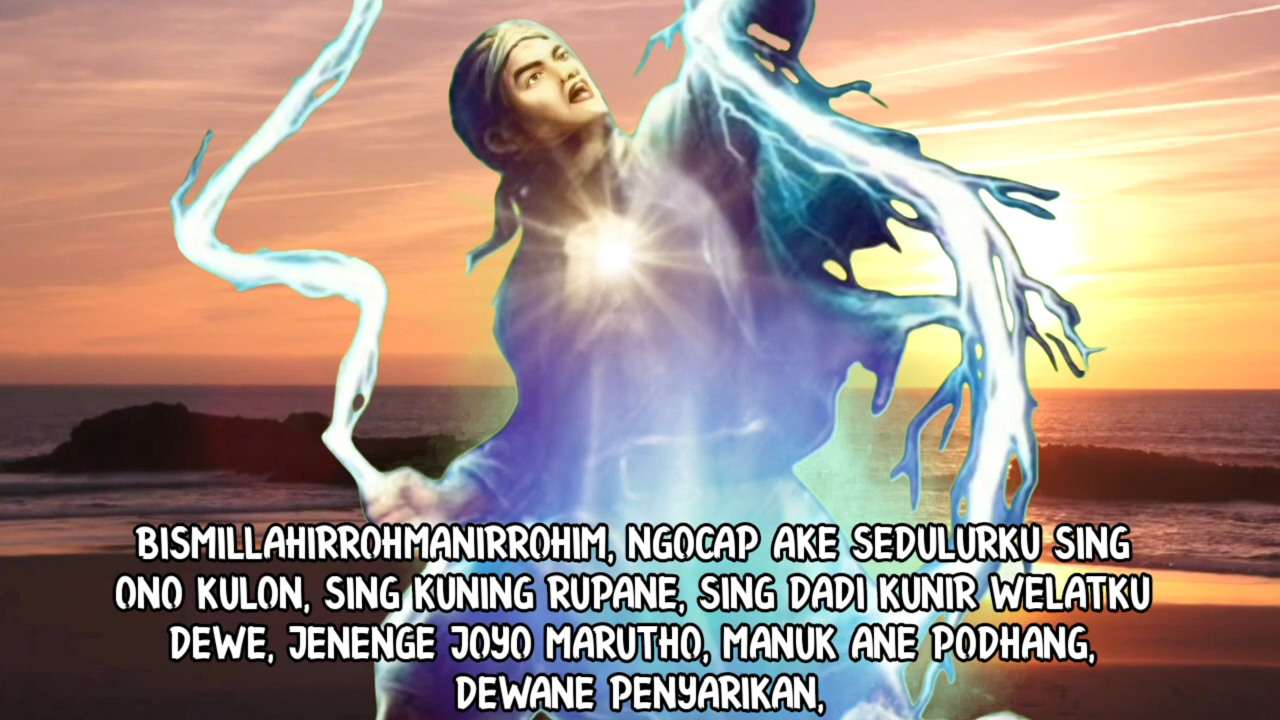 BISMILLAHIRROHMANIRROHIM, NGOCAP AKE SEDULURKU SING
ONO KULON, SING KUNING RUPANE, SING DADI KUNIR WELATKU
DEWE, JENENGE JOYO MARUTHO, MANUK ANE PODHANG,
DEWANE PENYARIKAN,